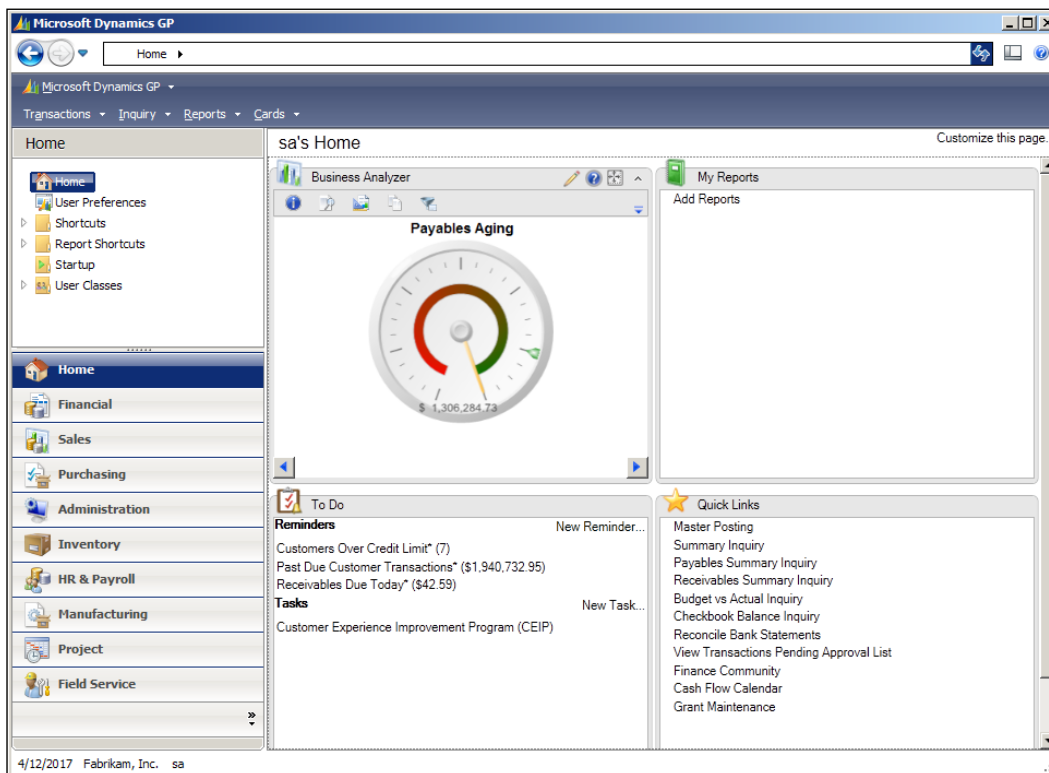 Microsoft Dynamics GP
Home
Microsoft Dynamics GP
Transactions Inquiry Reports Cards
Home
Home
User Preferences
Shortcuts
Report Shortcuts
Startup
User Classes
Home
Financial
Sales
Purchasing
Administration
Inventory
HR & Payroll
Manufacturing
Project
Field Service
sa's Home
Customize this page.
Business Analyzer
Payables Aging
$ 1,306,284.73
My Reports
Add Reports
To Do
Reminders New Reminder...
Customers Over Credit Limit* (7)
Past Due Customer Transactions* ($1,940,732.95)
Receivables Due Today* ($42.59)
Tasks New Task...
Customer Experience Improvement Program (CEIP)
Quick Links
Master Posting
Summary Inquiry
Payables Summary Inquiry
Receivables Summary Inquiry
Budget vs Actual Inquiry
Checkbook Balance Inquiry
Reconcile Bank Statements
View Transactions Pending Approval List
Finance Community
Cash Flow Calendar
Grant Maintenance
4/12/2017 Fabrikam, Inc. sa